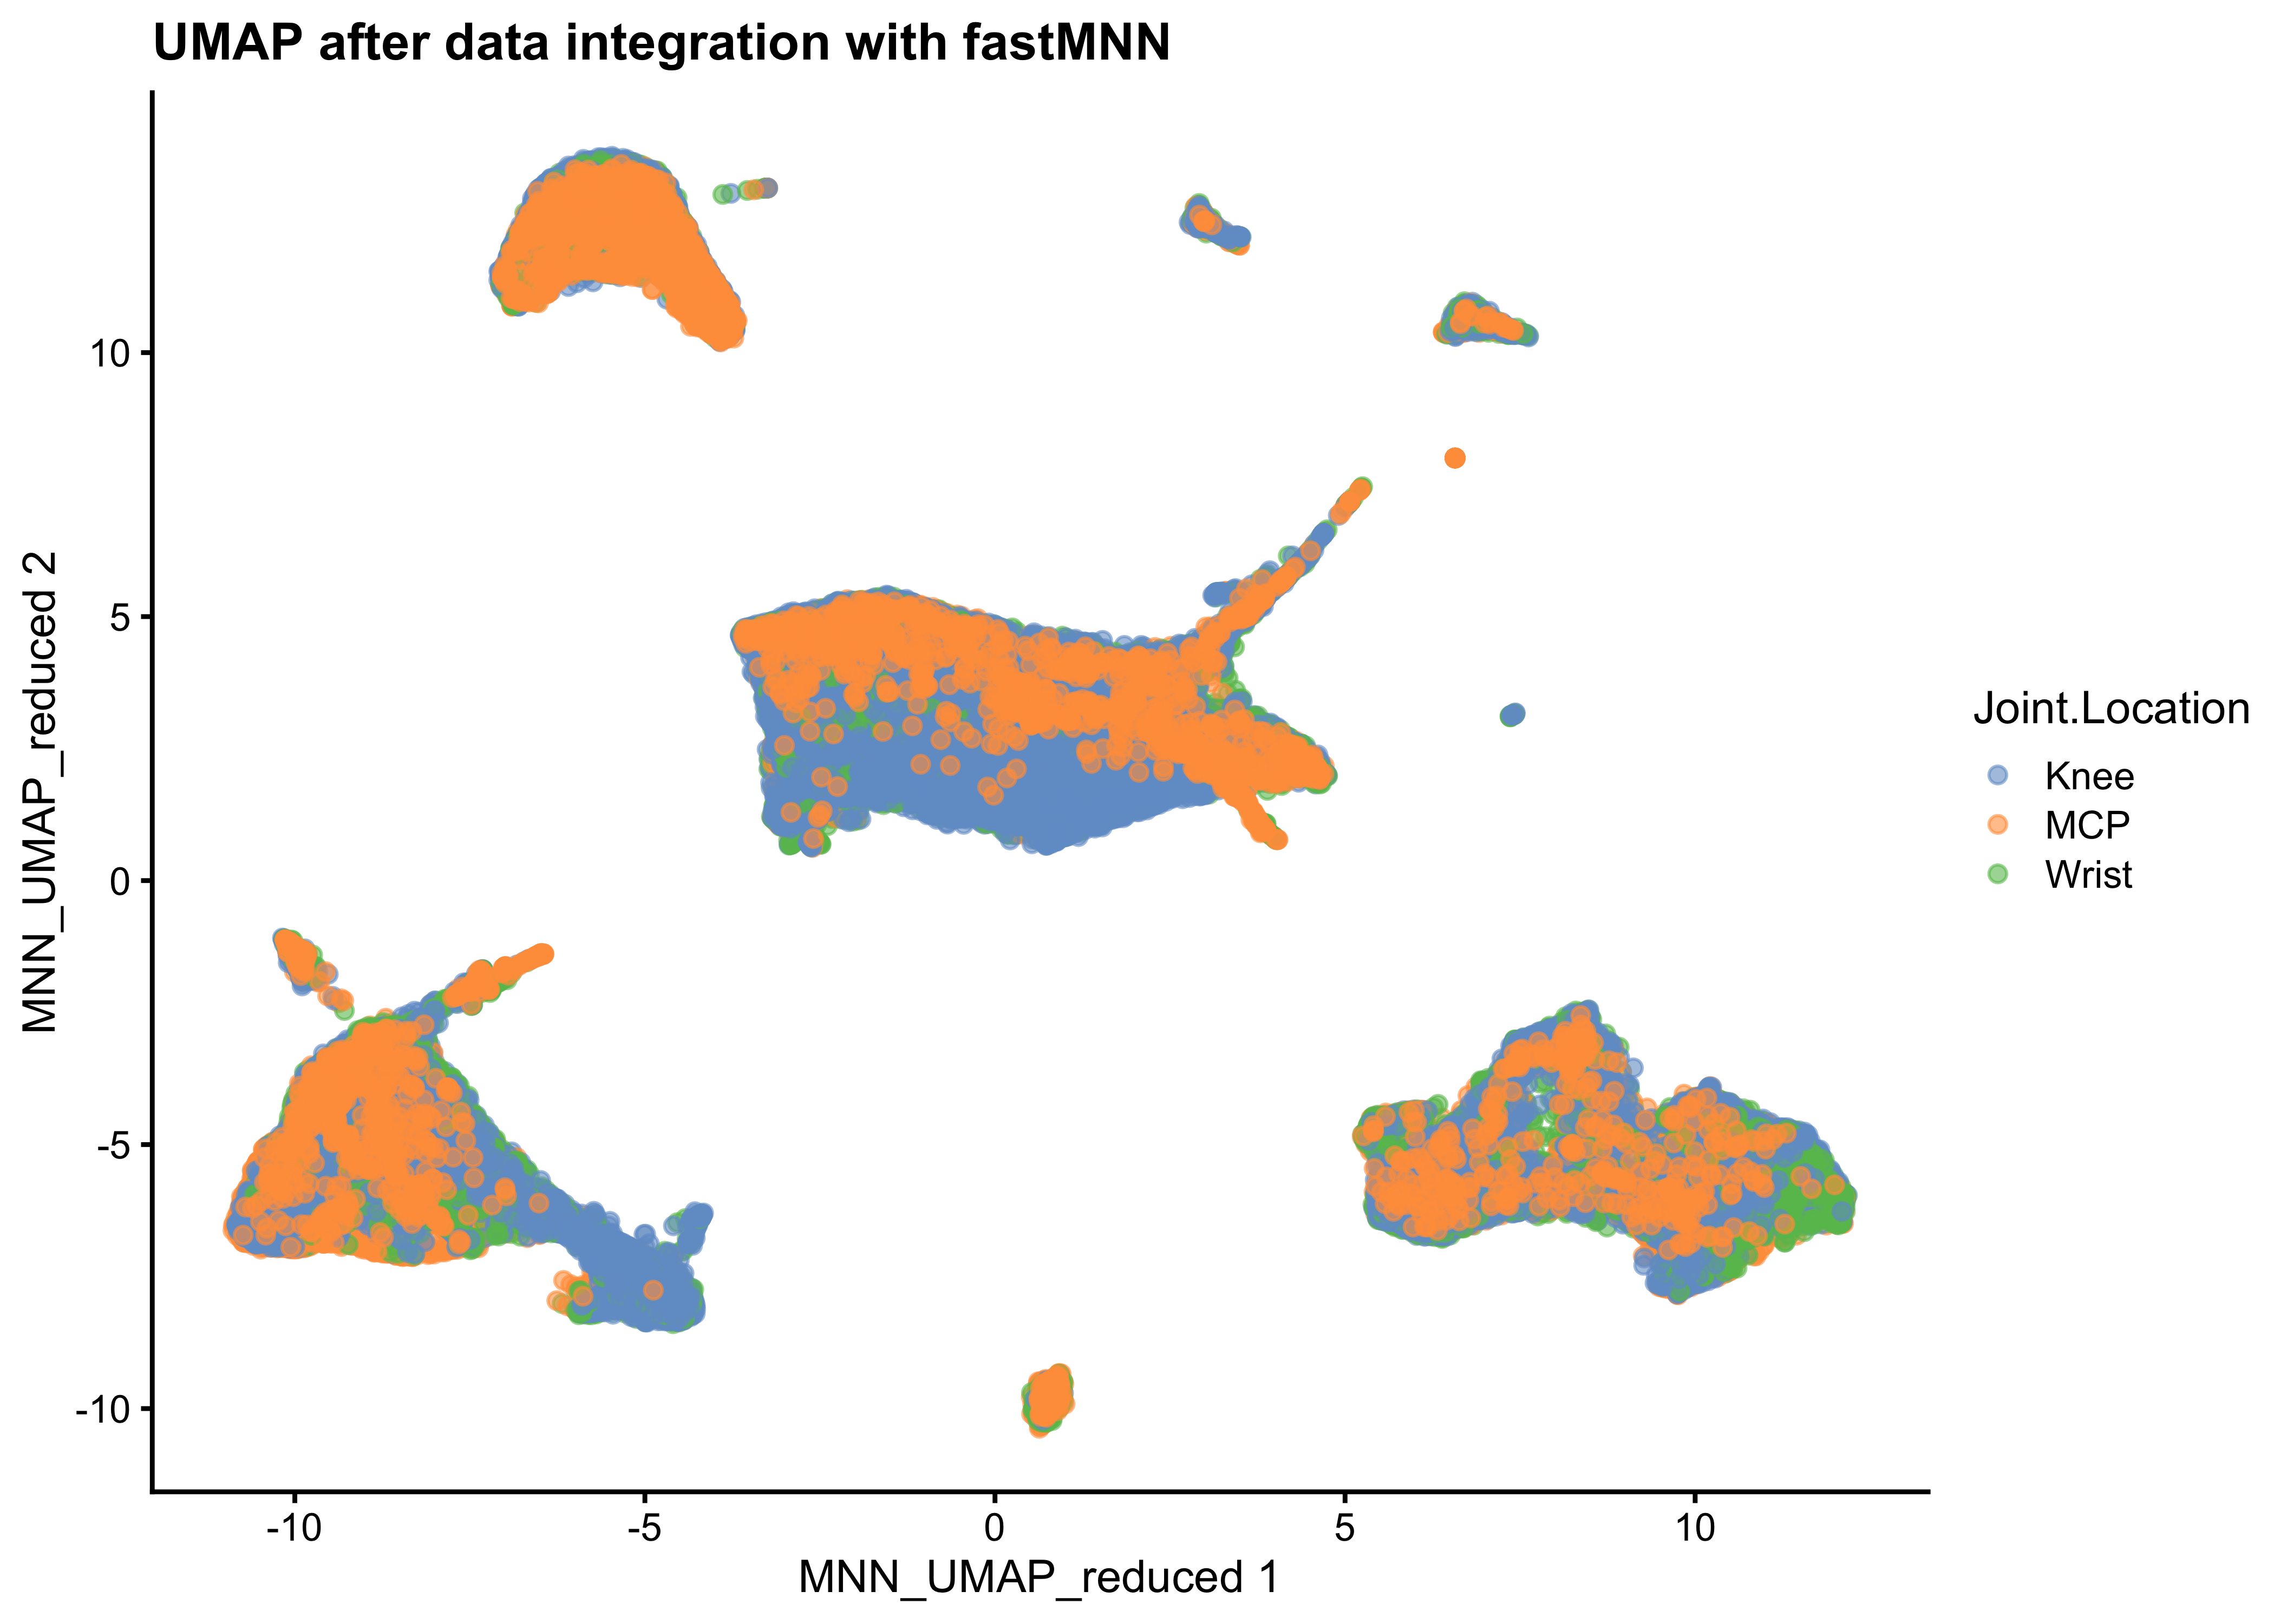 UMAP after data integration with fastMNN
MNN_UMAP_reduced 2
10
5
0
-5
-10
-10
-5
0
5
10
MNN_UMAP_reduced 1
Joint.Location
Knee
MCP
Wrist